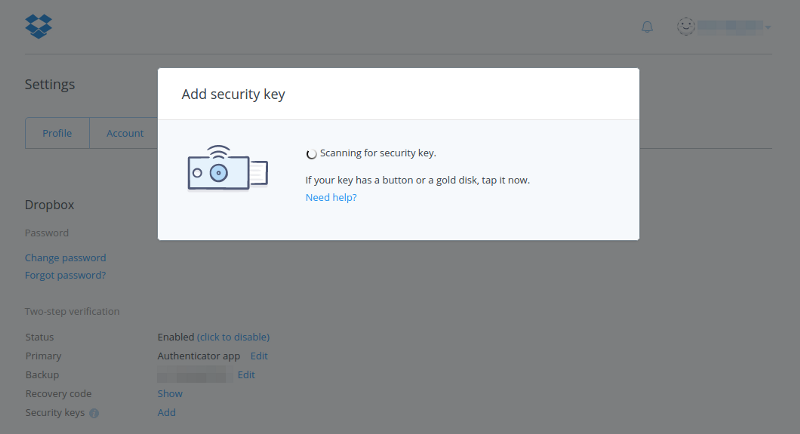 Settings
Add security key
Profile
Account
Scanning for security key.
If your key has a button or a gold disk, tap it now.
Need help?
Dropbox
Password
Change password
Forgot password?
Two-step verification
Status Enabled (click to disable)
Primary Authenticator app Edit
Backup Edit
Recovery code Show
Security keys Add